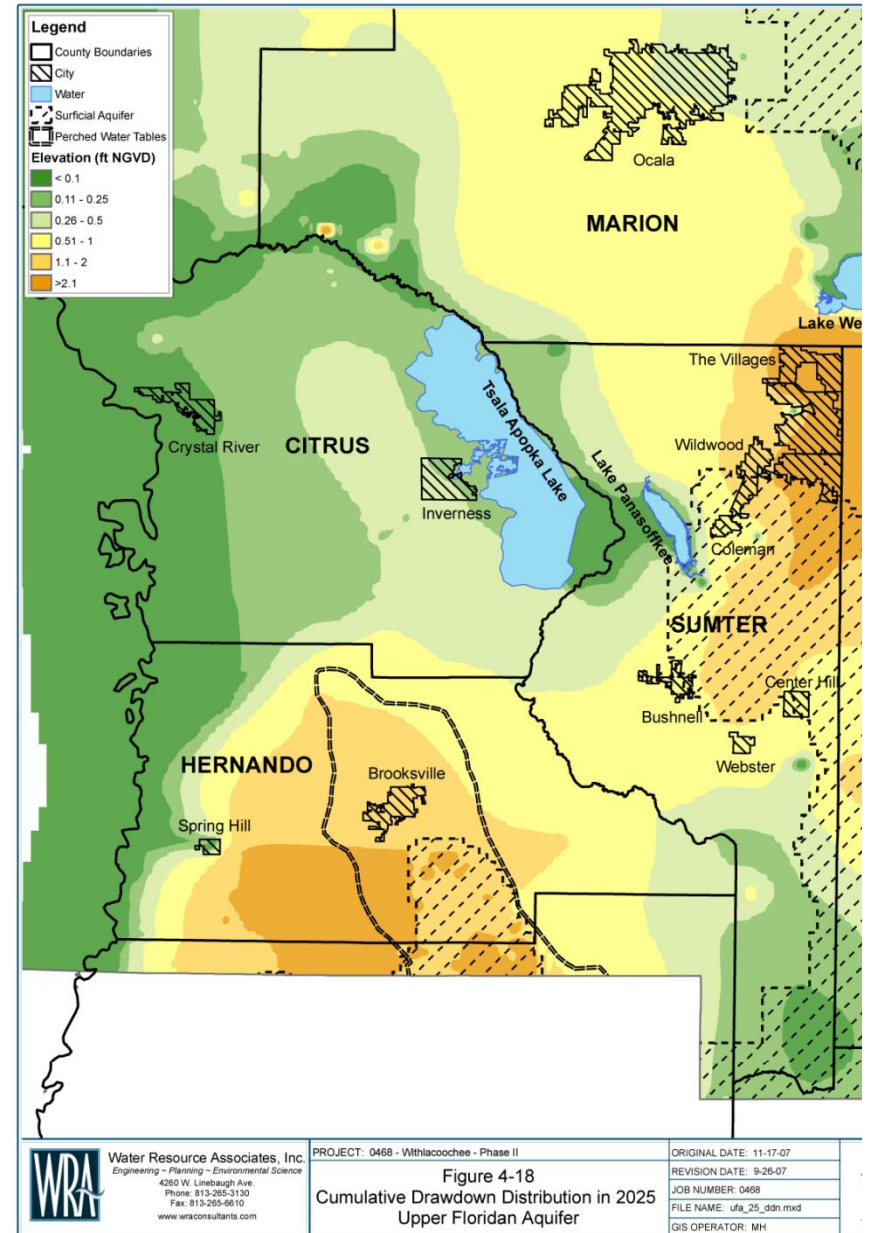 Legend
County Boundaries
City
Water
Surficial Aquifer
Perched Water Tables
Elevation (ft NGVD)
< 0.1
0.11 - 0.25
0.26 - 0.5
0.51 - 1
1.1 - 2
>2.1
Ocala
MARION
Lake We
The Villages
Tsala Apopka Lake
Crystal River
CITRUS
Wildwood
Lake Panasoffkee
Inverness
Coleman
SUMTER
Center Hill
Bushnell
Webster
HERNANDO
Brooksville
Spring Hill
WRA
Water Resource Associates, Inc.
Engineering ~ Planning ~ Environmental Science
4260 W. Linebaugh Ave.
Phone: 813-265-3130
Fax: 813-265-6610
www.wraconsultants.com
PROJECT: 0468 - Withlacoochee - Phase II
Figure 4-18
Cumulative Drawdown Distribution in 2025
Upper Floridan Aquifer
ORIGINAL DATE: 11-17-07
REVISION DATE: 9-26-07
JOB NUMBER: 0468
FILE NAME: ufa_25_ddn.mxd
GIS OPERATOR: MH